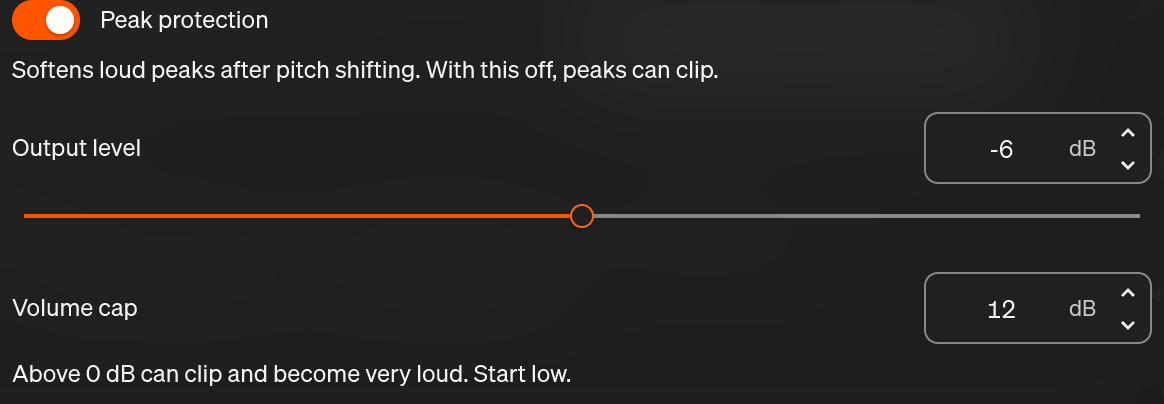 Peak protection
Softens loud peaks after pitch shifting. With this off, peaks can clip.
Output level
-6 dB
Volume cap
12 dB
Above 0 dB can clip and become very loud. Start low.